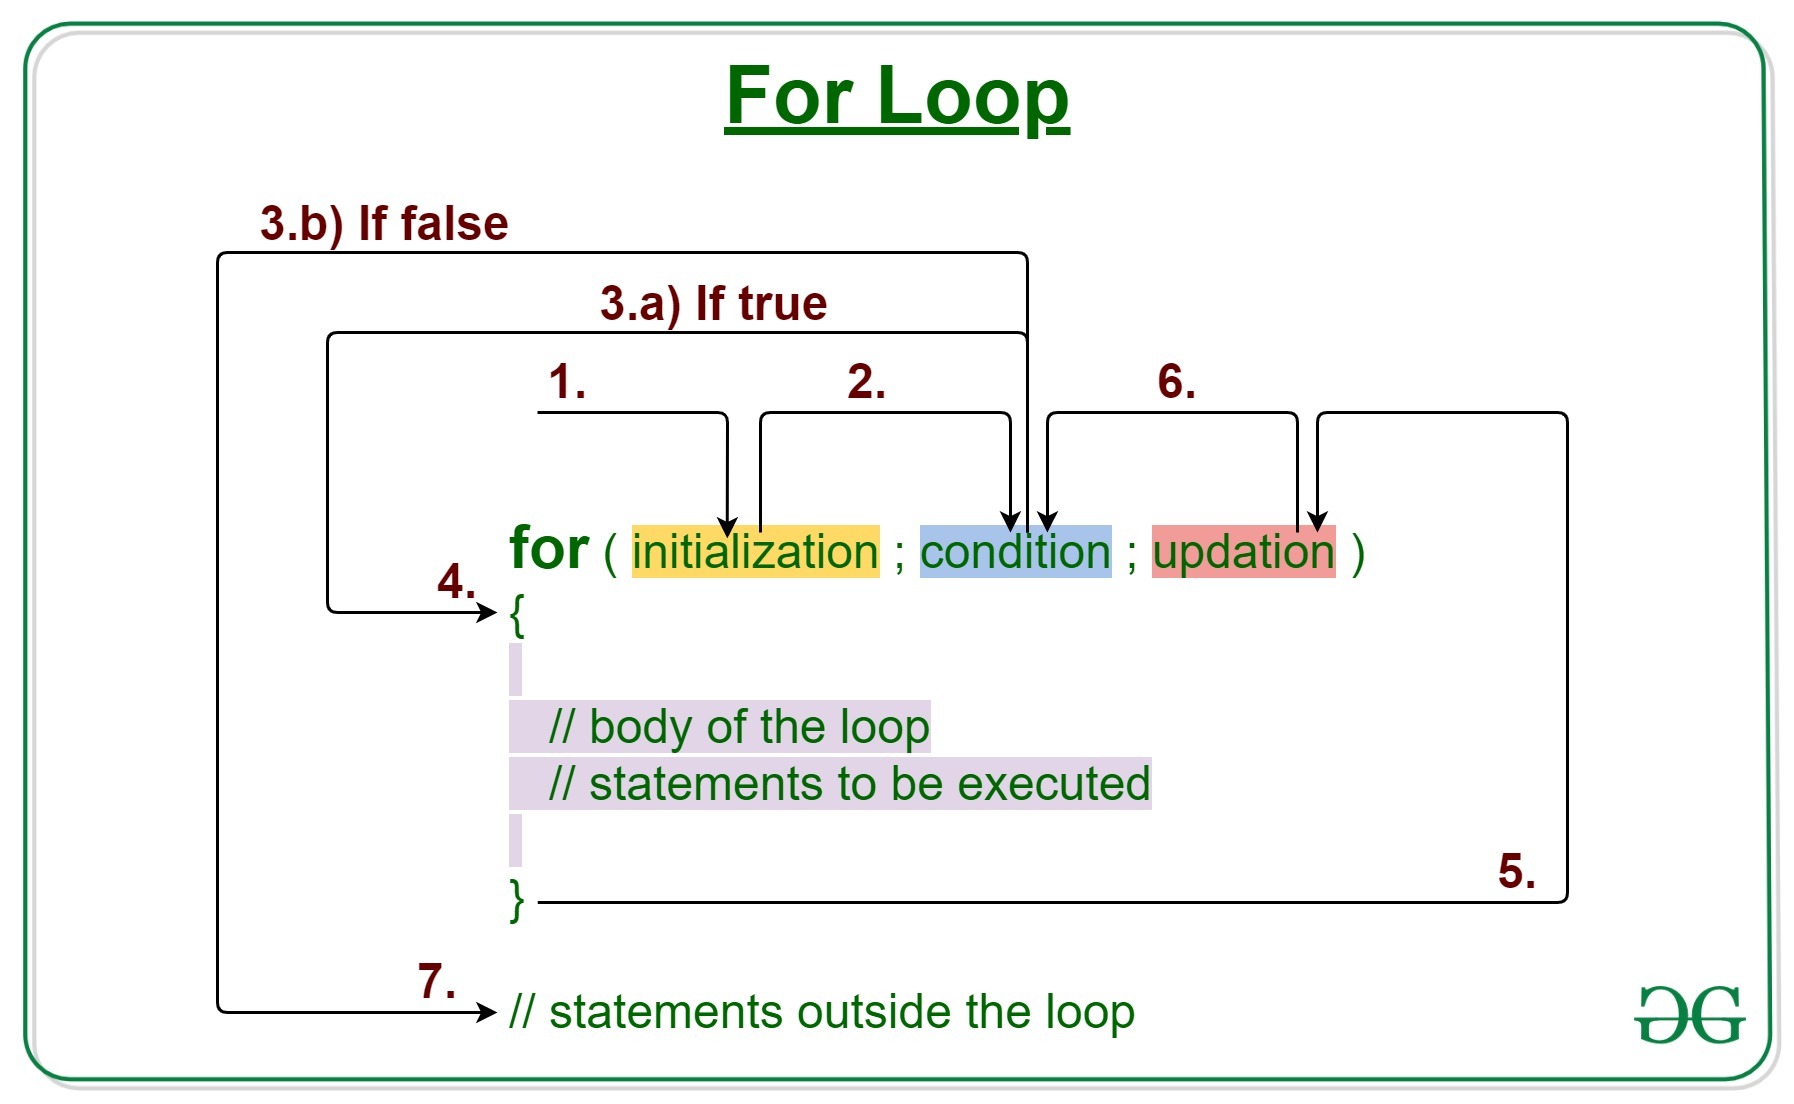 For Loop
3.b) If false
3.a) If true
1.
2.
6.
for ( initialization ; condition ; updation )
4.
{
// body of the loop
// statements to be executed
5.
}
7.
// statements outside the loop
GG